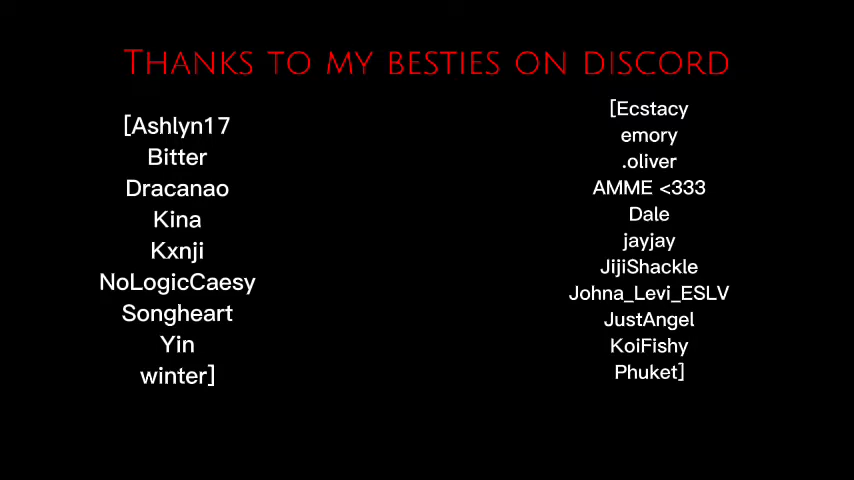 THANKS TO MY BESTIES ON DISCORD
[Ashlyn17
Bitter
Dracanao
Kina
Kxnji
NoLogicCaesy
Songheart
Yin
winter]
[Ecstacy
emory
.oliver
AMME <333
Dale
jayjay
JijiShackle
Johna_Levi_ESLV
JustAngel
KoiFishy
Phuket]